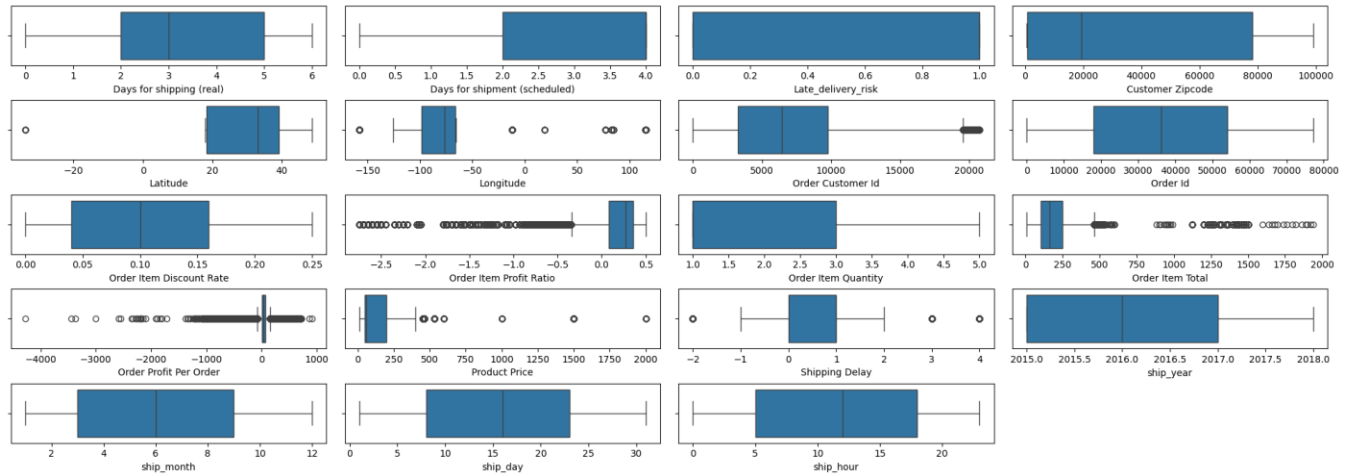 0 1 2 3 4 5 6 0.0 0.5 1.0 1.5 2.0 2.5 3.0 3.5 4.0 0.0 0.2 0.4 0.6 0.8 1.0 0 20000 40000 60000 80000 100000
Days for shipping (real) Days for shipment (scheduled) Late_delivery_risk Customer Zipcode
−20 0 20 40 −150 −100 −50 0 50 100 0 5000 10000 15000 20000 0 10000 20000 30000 40000 50000 60000 70000 80000
Latitude Longitude Order Customer Id Order Id
0.00 0.05 0.10 0.15 0.20 0.25 −2.5 −2.0 −1.5 −1.0 −0.5 0.0 0.5 1.0 1.5 2.0 2.5 3.0 3.5 4.0 4.5 5.0 0 250 500 750 1000 1250 1500 1750 2000
Order Item Discount Rate Order Item Profit Ratio Order Item Quantity Order Item Total
−4000 −3000 −2000 −1000 0 1000 0 250 500 750 1000 1250 1500 1750 2000 −2 −1 0 1 2 3 4 2015.0 2015.5 2016.0 2016.5 2017.0 2017.5 2018.0
Order Profit Per Order Product Price Shipping Delay ship_year
2 4 6 8 10 12 0 5 10 15 20 25 30 0 5 10 15 20
ship_month ship_day ship_hour